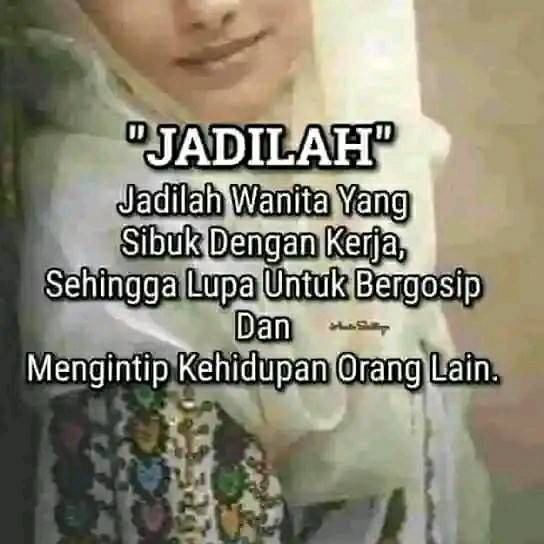 "JADILAH"
Jadilah Wanita Yang
Sibuk Dengan Kerja,
Sehingga Lupa Untuk Bergosip
Dan
Mengintip Kehidupan Orang Lain.